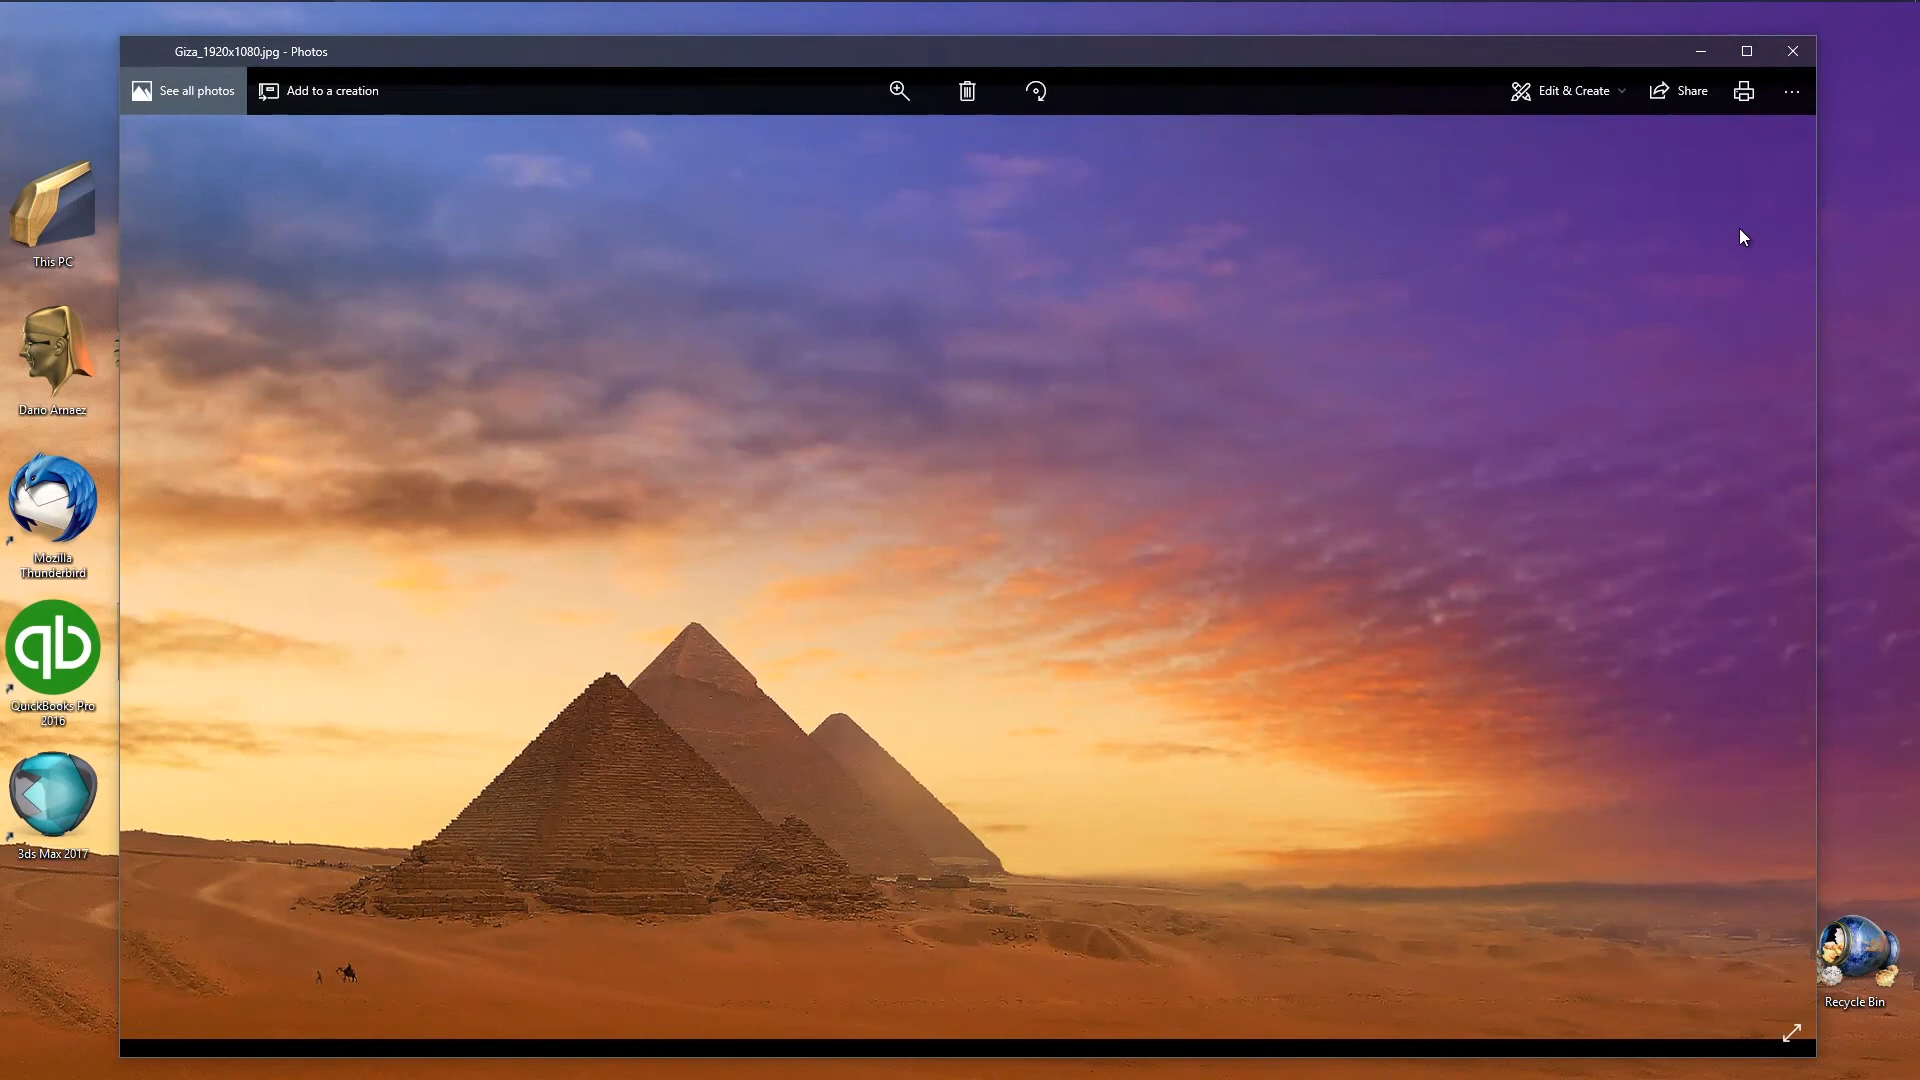 Giza_1920x1080.jpg - Photos
See all photos
Add to a creation
Edit & Create
Share
This PC
Dario Arnaez
Mozilla
Thunderbird
qb
QuickBooks Pro
2016
3ds Max 2017
Recycle Bin